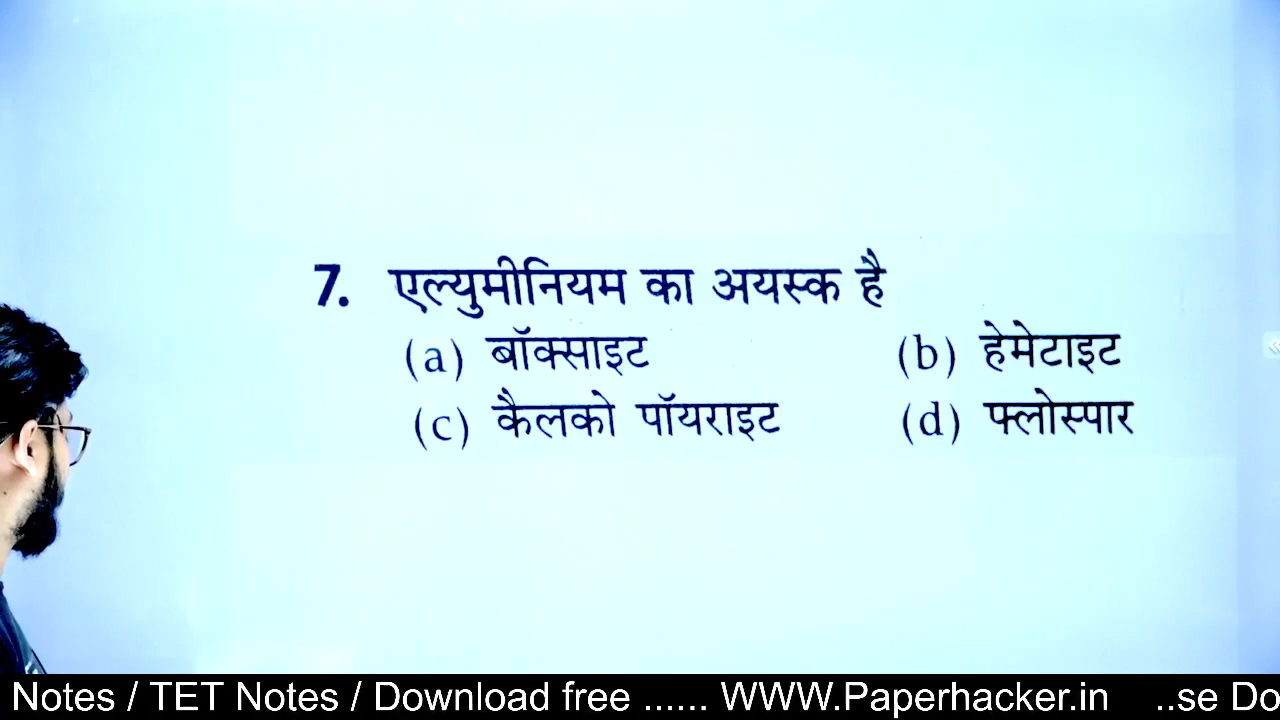 7. एल्युमीनियम का अयस्क है
(a) बॉक्साइट (b) हेमेटाइट
(c) कैलको पॉयराइट (d) फ्लोस्पार
Notes / TET Notes / Download free ...... WWW.Paperhacker.in ..se Do